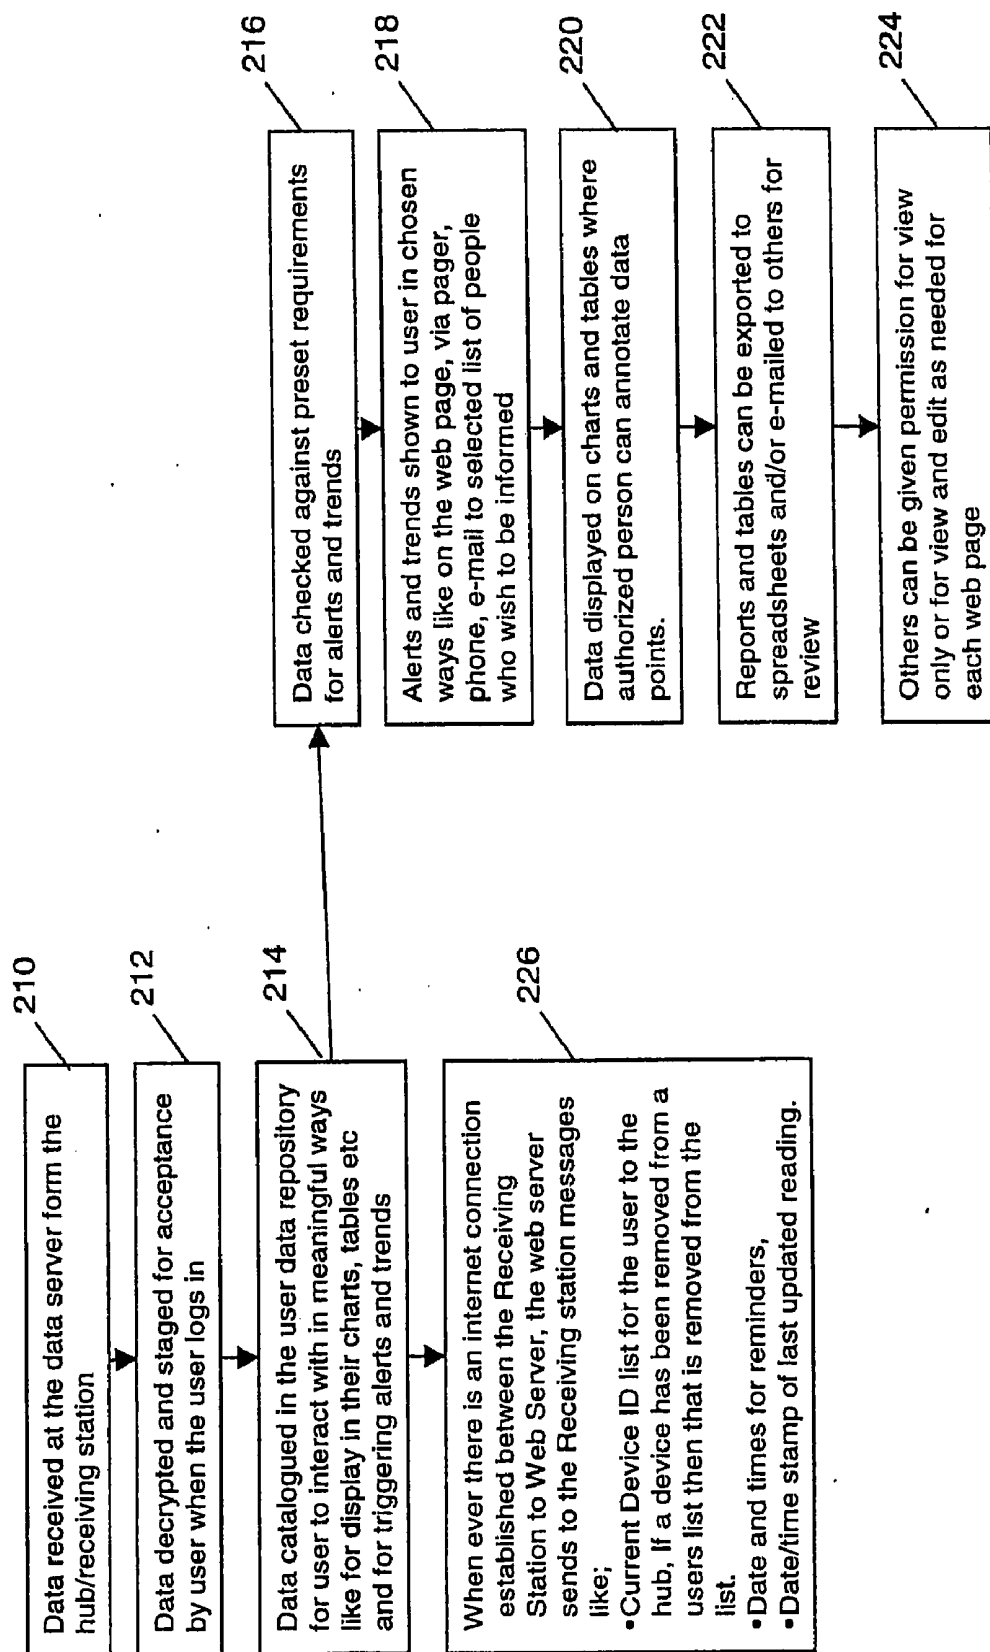 210
Data received at the data server form the
hub/receiving station
212
Data decrypted and staged for acceptance
by user when the user logs in
214
Data catalogued in the user data repository
for user to interact with in meaningful ways
like for display in their charts, tables etc
and for triggering alerts and trends
226
When ever there is an internet connection
established between the Receiving
Station to Web Server, the web server
sends to the Receiving station messages
like;
•Current Device ID list for the user to the
hub, If a device has been removed from a
users list then that is removed from the
list.
•Date and times for reminders,
•Date/time stamp of last updated reading.
216
Data checked against preset requirements
for alerts and trends
218
Alerts and trends shown to user in chosen
ways like on the web page, via pager,
phone, e-mail to selected list of people
who wish to be informed
220
Data displayed on charts and tables where
authorized person can annotate data
points.
222
Reports and tables can be exported to
spreadsheets and/or e-mailed to others for
review
224
Others can be given permission for view
only or for view and edit as needed for
each web page